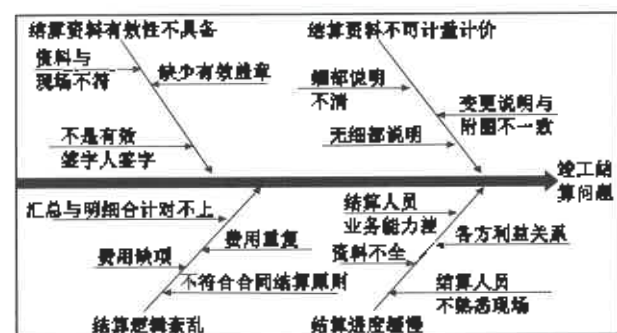 结算资料有效性不具备
结算资料不可计量计价
资料与
现场不符
缺少有效盖章
不是有效
签字人签字
细部说明
不清
变更说明与
附图不一致
无细部说明
竣工结
算问题
汇总与明细合计对不上
费用重复
费用缺项
不符合合同结算原则
结算逻辑紊乱
结算人员
业务能力差
各方利益关系
资料不全
结算人员
不熟悉现场
结算进度缓慢